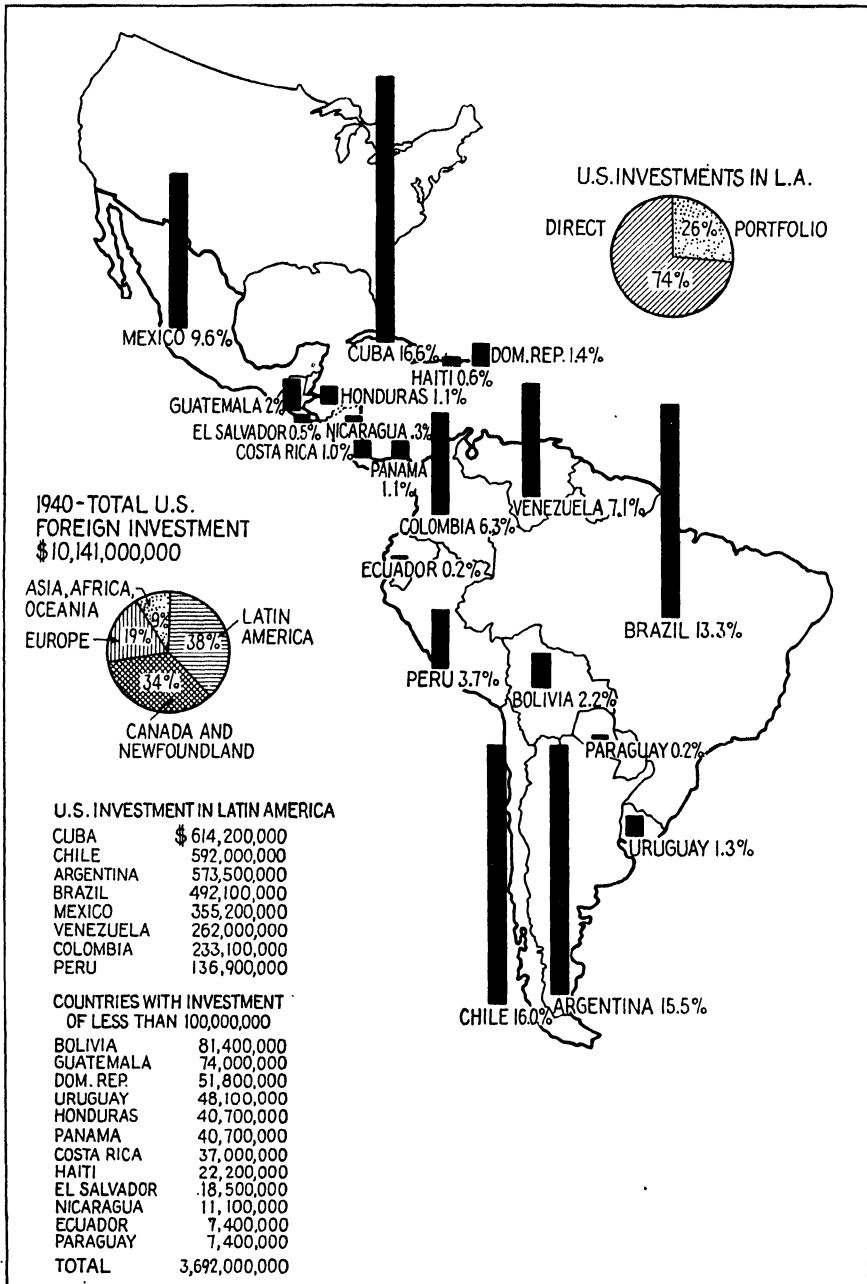 U.S. INVESTMENTS IN L.A.
DIRECT
26%
PORTFOLIO
74%
MEXICO 9.6%
CUBA 16.6%
DOM. REP. 1.4%
HAITI 0.6%
HONDURAS 1.1%
GUATEMALA 2%
EL SALVADOR 0.5%
NICARAGUA .3%
COSTA RICA 1.0%
PANAMA
1.1%
COLOMBIA 6.3%
VENEZUELA 7.1%
ECUADOR 0.2%
BRAZIL 13.3%
PERU 3.7%
BOLIVIA 2.2%
PARAGUAY 0.2%
URUGUAY 1.3%
CHILE 16.0%
ARGENTINA 15.5%
1940-TOTAL U.S.
FOREIGN INVESTMENT
$10,141,000,000
ASIA, AFRICA,
OCEANIA
9%
EUROPE
19%
38%
LATIN
AMERICA
34%
CANADA AND
NEWFOUNDLAND
U.S. INVESTMENT IN LATIN AMERICA
CUBA $ 614,200,000
CHILE 592,000,000
ARGENTINA 573,500,000
BRAZIL 492,100,000
MEXICO 355,200,000
VENEZUELA 262,000,000
COLOMBIA 233,100,000
PERU 136,900,000
COUNTRIES WITH INVESTMENT
OF LESS THAN 100,000,000
BOLIVIA 81,400,000
GUATEMALA 74,000,000
DOM. REP. 51,800,000
URUGUAY 48,100,000
HONDURAS 40,700,000
PANAMA 40,700,000
COSTA RICA 37,000,000
HAITI 22,200,000
EL SALVADOR 18,500,000
NICARAGUA 11,100,000
ECUADOR 7,400,000
PARAGUAY 7,400,000
TOTAL 3,692,000,000